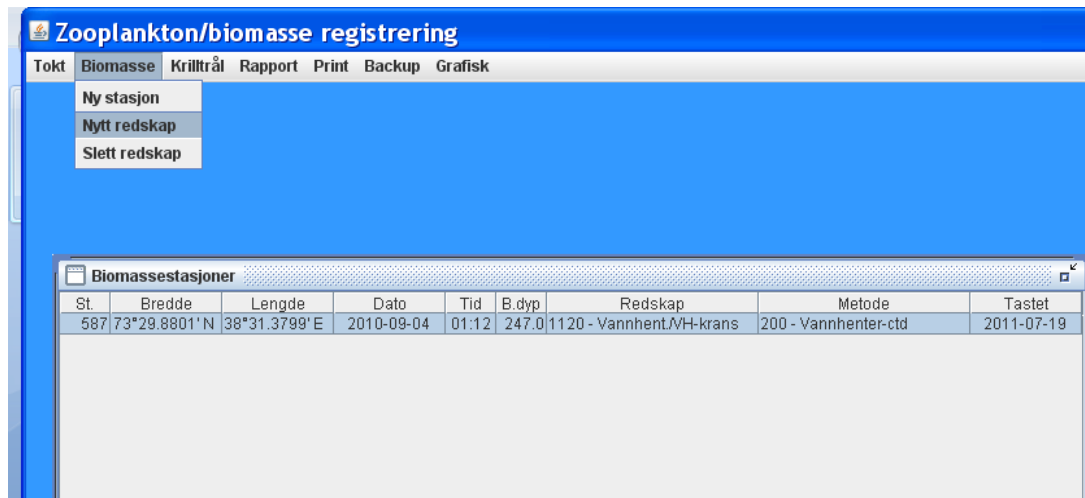 Zooplankton/biomasse registrering
Tokt Biomasse Krilltrål Rapport Print Backup Grafisk
Ny stasjon
Nytt redskap
Slett redskap
Biomassestasjoner
St. Bredde Lengde Dato Tid B.dyp Redskap Metode Tastet
587 73°29.8801' N 38°31.3799' E 2010-09-04 01:12 247.0 1120 - Vannhent./VH-krans 200 - Vannhenter-ctd 2011-07-19